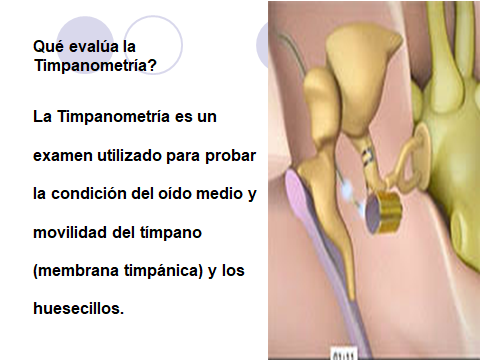 Qué evalúa la
Timpanometría?
La Timpanometría es un
examen utilizado para probar
la condición del oído medio y
movilidad del tímpano
(membrana timpánica) y los
huesecillos.